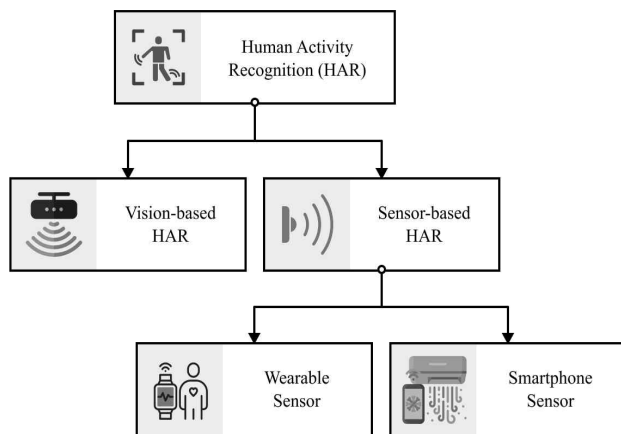 Human Activity
Recognition (HAR)
Vision-based
HAR
Sensor-based
HAR
Wearable
Sensor
Smartphone
Sensor